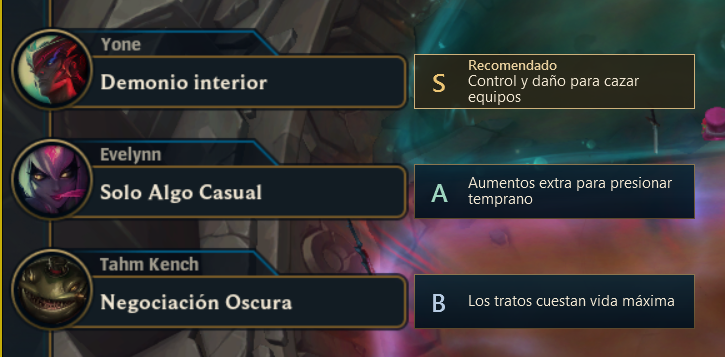 Yone
Demonio interior
S
Recomendado
Control y daño para cazar
equipos
Evelynn
Solo Algo Casual
A
Aumentos extra para presionar
temprano
Tahm Kench
Negociación Oscura
B
Los tratos cuestan vida máxima